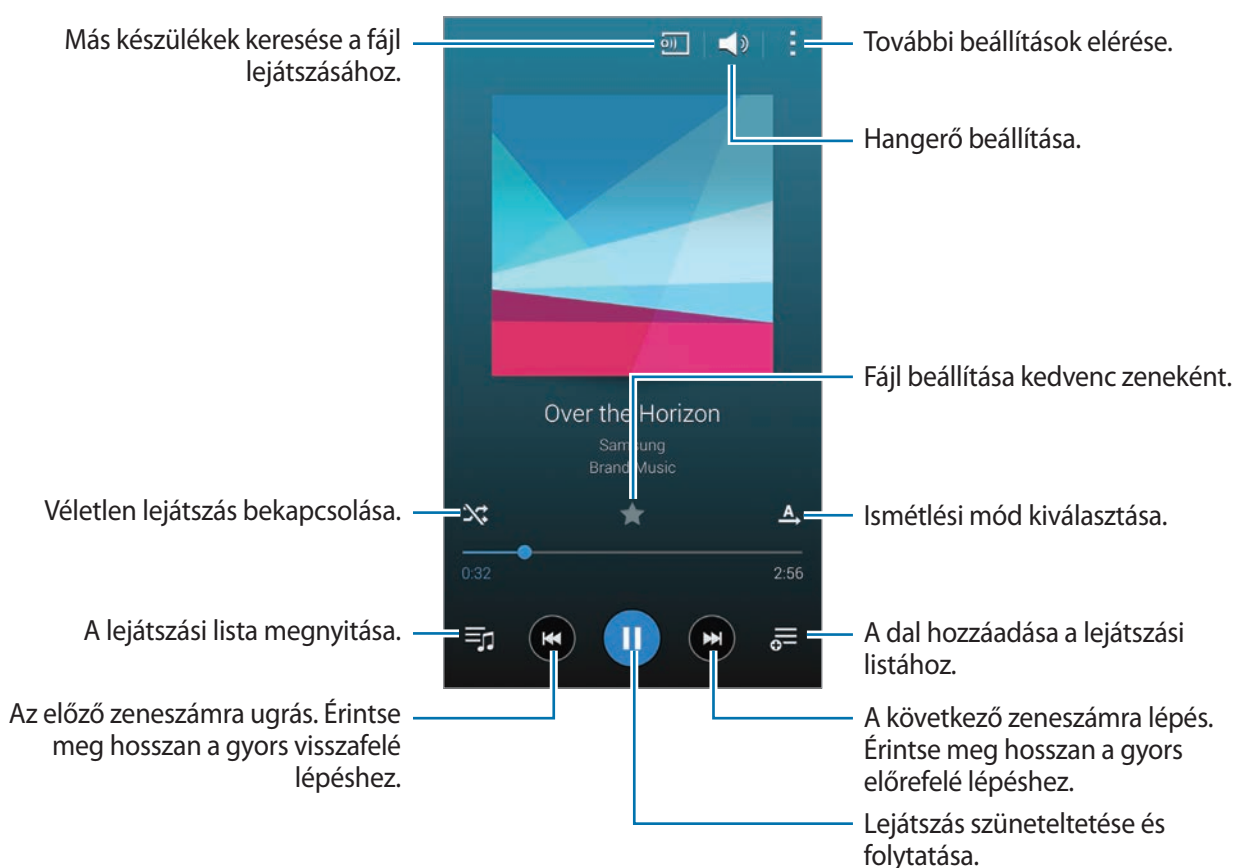 Más készülékek keresése a fájl
lejátszásához.
További beállítások elérése.
Hangerő beállítása.
Fájl beállítása kedvenc zeneként.
Over the Horizon
Samsung
Brand Music
Véletlen lejátszás bekapcsolása.
A
Ismétlési mód kiválasztása.
0:32
2:56
A lejátszási lista megnyitása.
A dal hozzáadása a lejátszási
listához.
Az előző zeneszámra ugrás. Érintse
meg hosszan a gyors visszafelé
lépéshez.
A következő zeneszámra lépés.
Érintse meg hosszan a gyors
előrefelé lépéshez.
Lejátszás szüneteltetése és
folytatása.